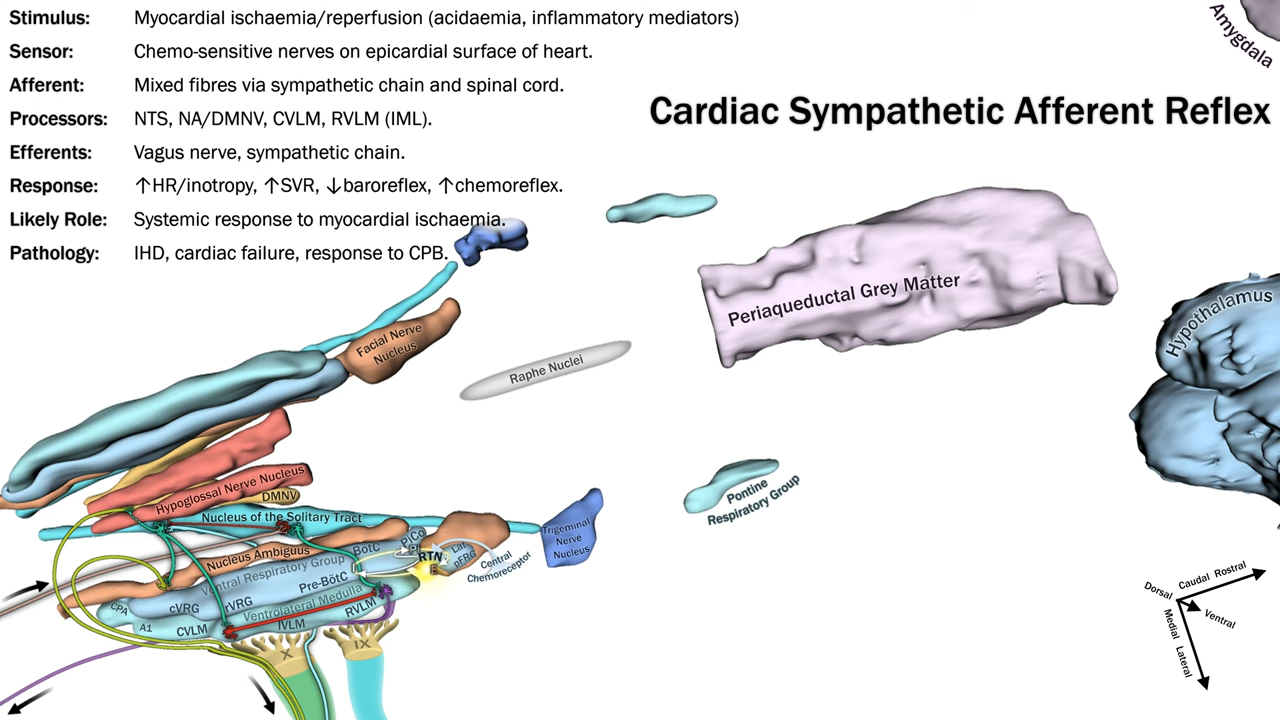 Stimulus: Myocardial ischaemia/reperfusion (acidaemia, inflammatory mediators)
Sensor: Chemo-sensitive nerves on epicardial surface of heart.
Afferent: Mixed fibres via sympathetic chain and spinal cord.
Processors: NTS, NA/DMNV, CVLM, RVLM (IML).
Efferents: Vagus nerve, sympathetic chain.
Response: ↑HR/inotropy, ↑SVR, ↓baroreflex, ↑chemoreflex.
Likely Role: Systemic response to myocardial ischaemia.
Pathology: IHD, cardiac failure, response to CPB.
Amygdala
Cardiac Sympathetic Afferent Reflex
Periaqueductal Grey Matter
Hypothalamus
Facial Nerve
Nucleus
Raphe Nuclei
Hypoglossal Nerve Nucleus
DMNV
Nucleus of the Solitary Tract
Pontine
Respiratory Group
Trigeminal
Nerve
Nucleus
Nucleus Ambiguus
BötC
PiCo
RTN
Lat
pFRG
Central
Chemoreceptor
Ventral Respiratory Group
Pre-BötC
cVRG
rVRG
Ventrolateral Medulla
CPA
A1
CVLM
IVLM
RVLM
X
IX
Dorsal
Caudal
Rostral
Ventral
Medial
Lateral